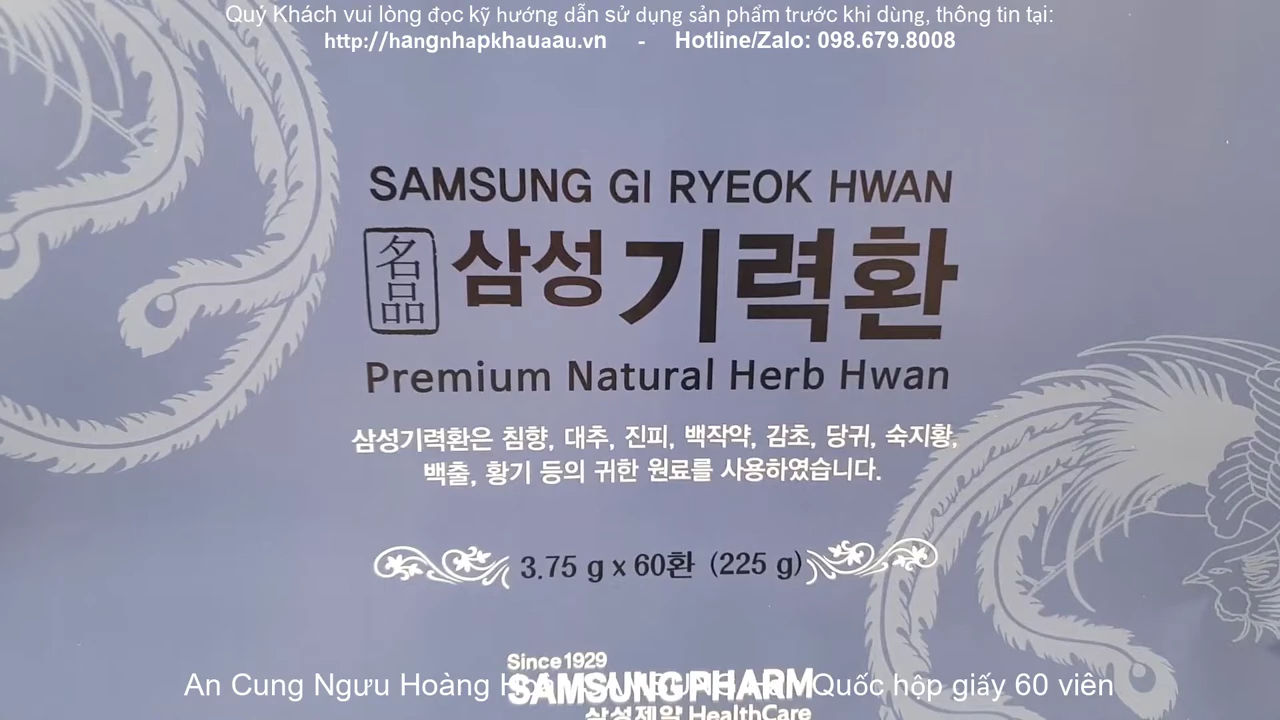 Quý Khách vui lòng đọc kỹ hướng dẫn sử dụng sản phẩm trước khi dùng, thông tin tại:
http://hangnhapkhauaau.vn - Hotline/Zalo: 098.679.8008
SAMSUNG GI RYEOK HWAN
名品 삼성 기력환
Premium Natural Herb Hwan
삼성기력환은 침향, 대추, 진피, 백작약, 감초, 당귀, 숙지황,
백출, 황기 등의 귀한 원료를 사용하였습니다.
3.75 g x 60환 (225 g)
Since 1929
SAMSUNG PHARM
An Cung Ngưu Hoàng Quốc hộp giấy 60 viên
삼성제약 HealthCare